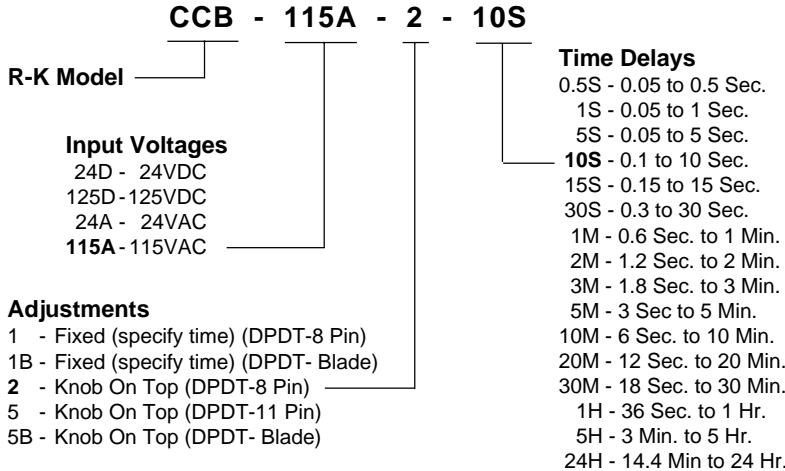 CCB - 115A - 2 - 10S
R-K Model
Input Voltages
24D - 24VDC
125D - 125VDC
24A - 24VAC
115A - 115VAC
Adjustments
1 - Fixed (specify time) (DPDT-8 Pin)
1B - Fixed (specify time) (DPDT- Blade)
2 - Knob On Top (DPDT-8 Pin)
5 - Knob On Top (DPDT-11 Pin)
5B - Knob On Top (DPDT- Blade)
Time Delays
0.5S - 0.05 to 0.5 Sec.
1S - 0.05 to 1 Sec.
5S - 0.05 to 5 Sec.
10S - 0.1 to 10 Sec.
15S - 0.15 to 15 Sec.
30S - 0.3 to 30 Sec.
1M - 0.6 Sec. to 1 Min.
2M - 1.2 Sec. to 2 Min.
3M - 1.8 Sec. to 3 Min.
5M - 3 Sec to 5 Min.
10M - 6 Sec. to 10 Min.
20M - 12 Sec. to 20 Min.
30M - 18 Sec. to 30 Min.
1H - 36 Sec. to 1 Hr.
5H - 3 Min. to 5 Hr.
24H - 14.4 Min to 24 Hr.